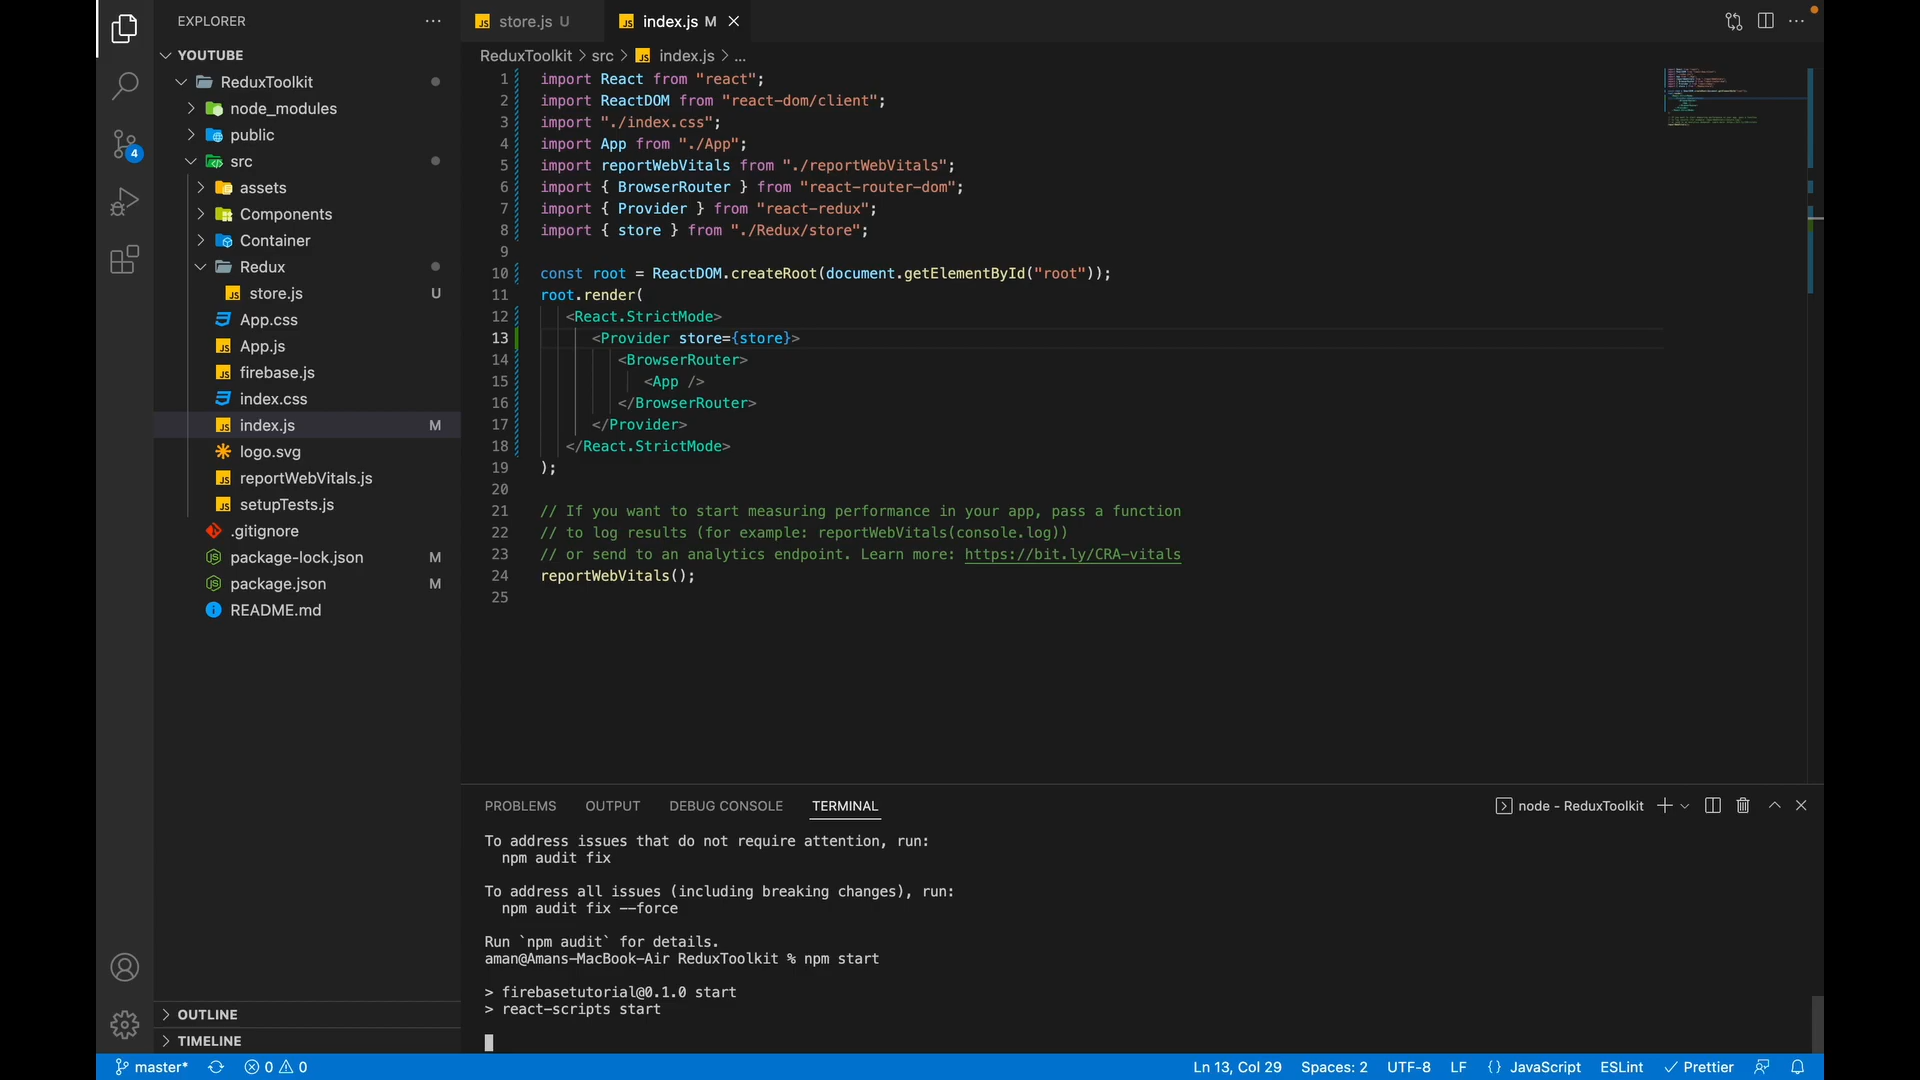 EXPLORER
YOUTUBE
ReduxToolkit
node_modules
public
src
assets
Components
Container
Redux
store.js U
App.css
App.js
firebase.js
index.css
index.js M
logo.svg
reportWebVitals.js
setupTests.js
.gitignore
package-lock.json M
package.json M
README.md
OUTLINE
TIMELINE
4
store.js U
index.js M
ReduxToolkit > src > index.js > ...
1 import React from "react";
2 import ReactDOM from "react-dom/client";
3 import "./index.css";
4 import App from "./App";
5 import reportWebVitals from "./reportWebVitals";
6 import { BrowserRouter } from "react-router-dom";
7 import { Provider } from "react-redux";
8 import { store } from "./Redux/store";
9
10 const root = ReactDOM.createRoot(document.getElementById("root"));
11 root.render(
12 <React.StrictMode>
13 <Provider store={store}>
14 <BrowserRouter>
15 <App />
16 </BrowserRouter>
17 </Provider>
18 </React.StrictMode>
19 );
20
21 // If you want to start measuring performance in your app, pass a function
22 // to log results (for example: reportWebVitals(console.log))
23 // or send to an analytics endpoint. Learn more: https://bit.ly/CRA-vitals
24 reportWebVitals();
25
PROBLEMS OUTPUT DEBUG CONSOLE TERMINAL
node - ReduxToolkit
To address issues that do not require attention, run:
npm audit fix
To address all issues (including breaking changes), run:
npm audit fix --force
Run `npm audit` for details.
aman@Amans-MacBook-Air ReduxToolkit % npm start
> firebasetutorial@0.1.0 start
> react-scripts start
master* 0 0
Ln 13, Col 29 Spaces: 2 UTF-8 LF {} JavaScript ESLint Prettier